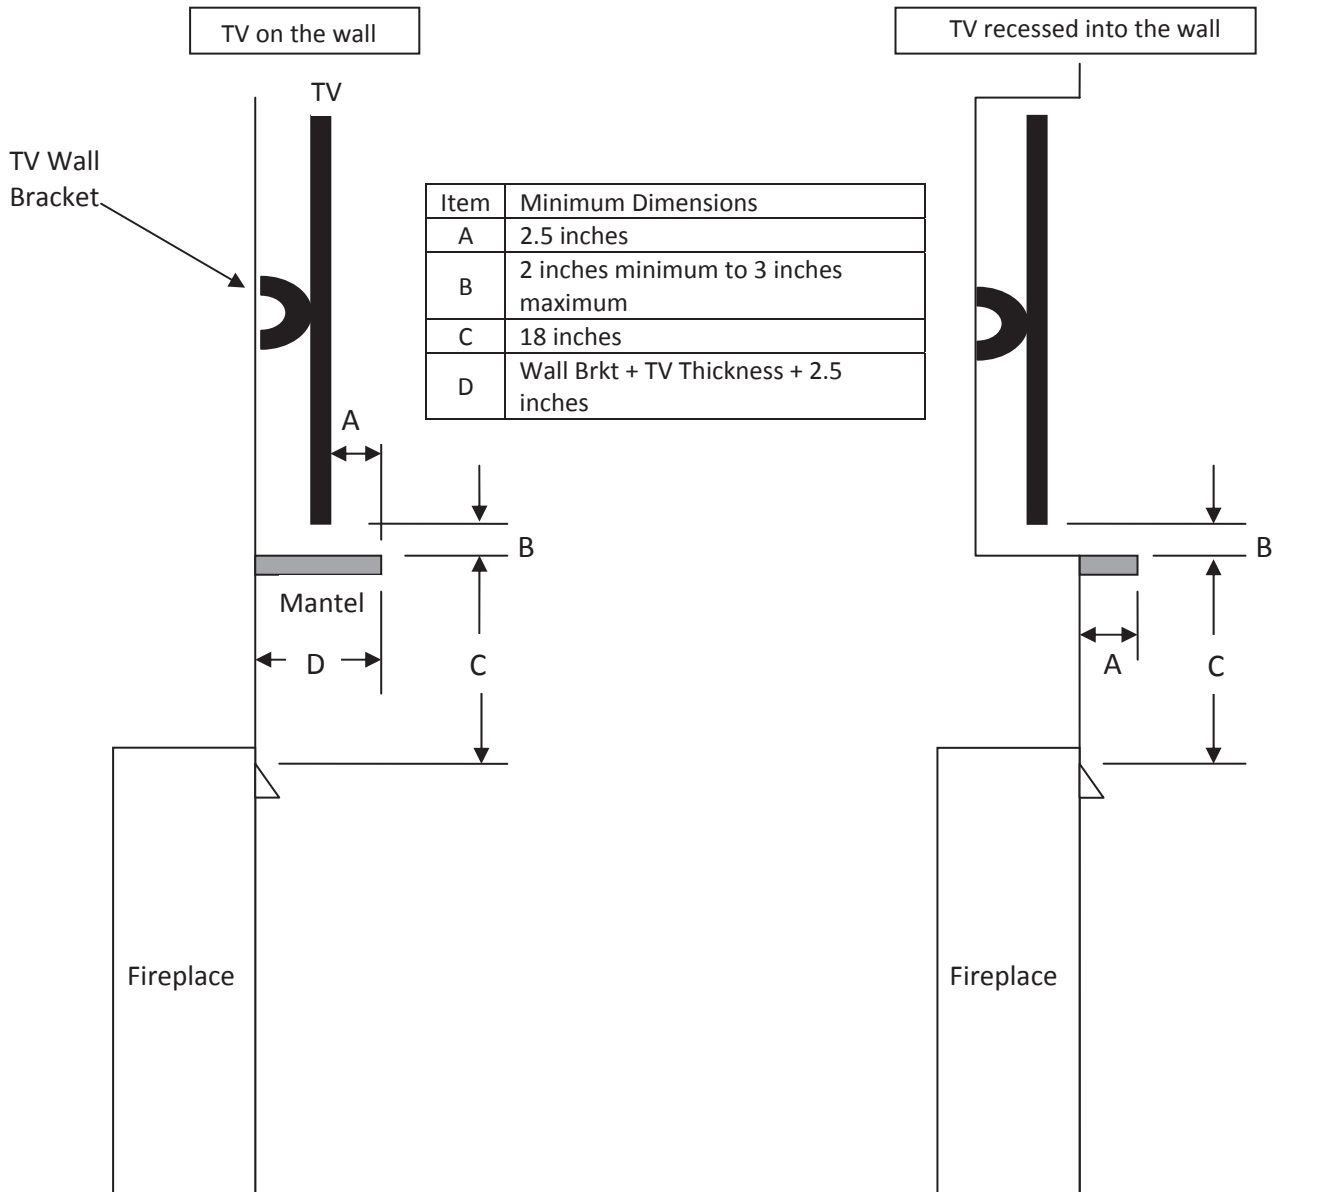 TV on the wall
TV recessed into the wall
TV
TV Wall
Bracket
Item Minimum Dimensions
A 2.5 inches
B 2 inches minimum to 3 inches
maximum
C 18 inches
D Wall Brkt + TV Thickness + 2.5
inches
A
B
Mantel
D
C
Fireplace
B
A
C
Fireplace